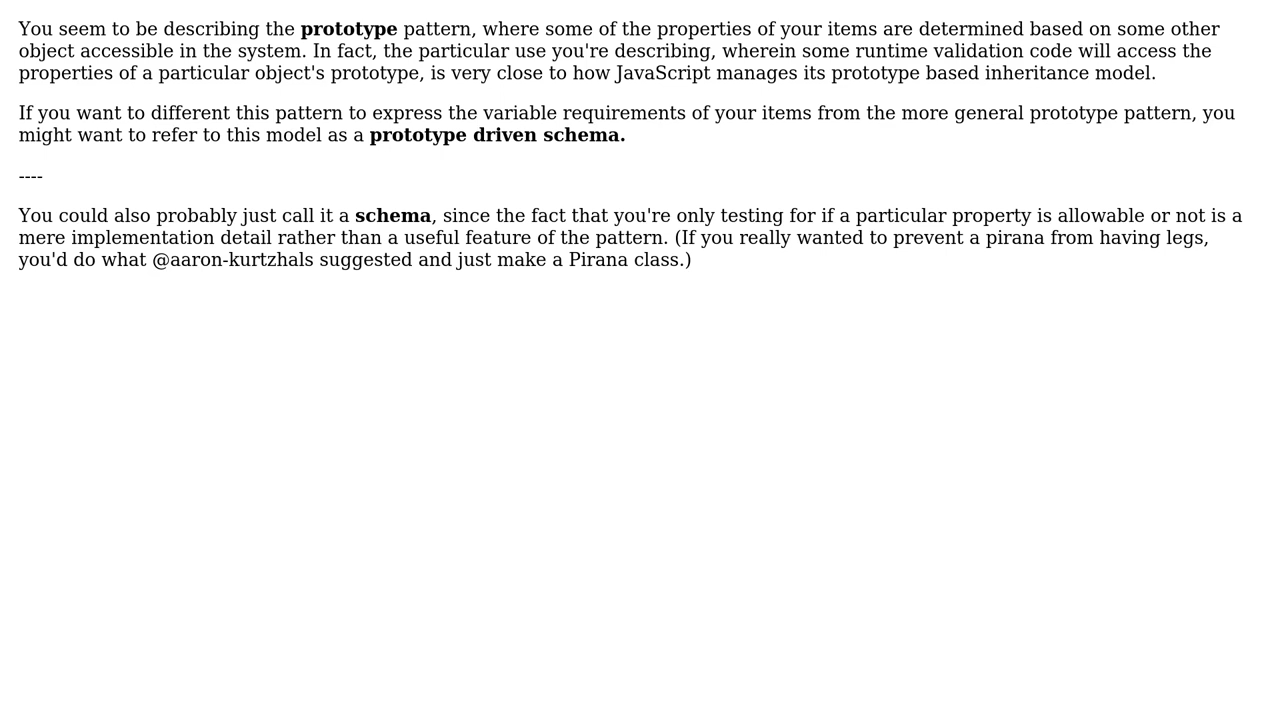 You seem to be describing the prototype pattern, where some of the properties of your items are determined based on some other
object accessible in the system. In fact, the particular use you're describing, wherein some runtime validation code will access the
properties of a particular object's prototype, is very close to how JavaScript manages its prototype based inheritance model.
If you want to different this pattern to express the variable requirements of your items from the more general prototype pattern, you
might want to refer to this model as a prototype driven schema.
----
You could also probably just call it a schema, since the fact that you're only testing for if a particular property is allowable or not is a
mere implementation detail rather than a useful feature of the pattern. (If you really wanted to prevent a pirana from having legs,
you'd do what @aaron-kurtzhals suggested and just make a Pirana class.)